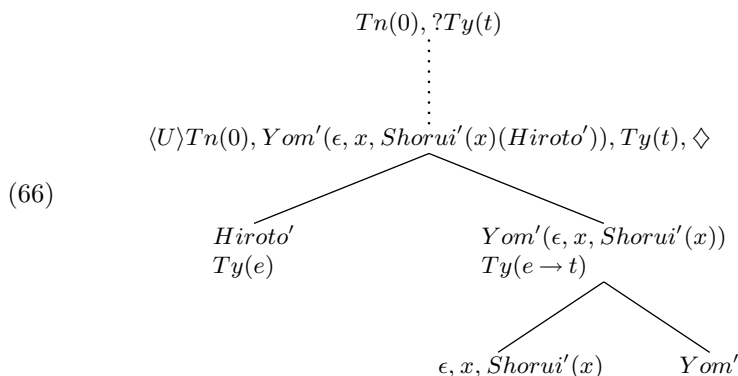 Tn(0), ?Ty(t)
⟨U⟩Tn(0), Yom′(ϵ, x, Shorui′(x)(Hiroto′)), Ty(t), ♢
(66)
Hiroto′ Yom′(ϵ, x, Shorui′(x))
Ty(e) Ty(e → t)
ϵ, x, Shorui′(x) Yom′